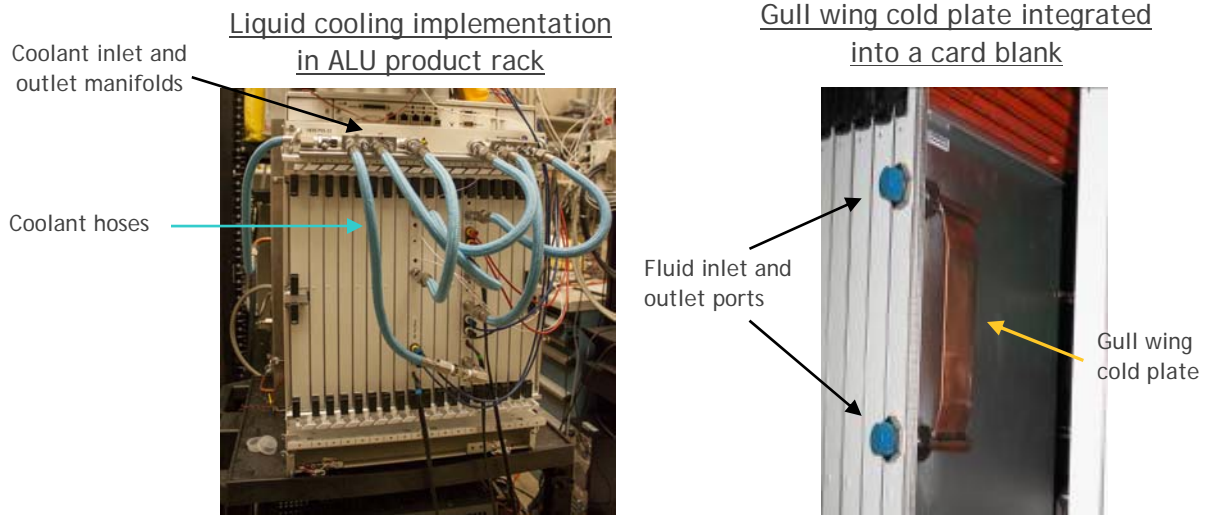 Liquid cooling implementation
in ALU product rack
Coolant inlet and
outlet manifolds
Coolant hoses
Gull wing cold plate integrated
into a card blank
Fluid inlet and
outlet ports
Gull wing
cold plate